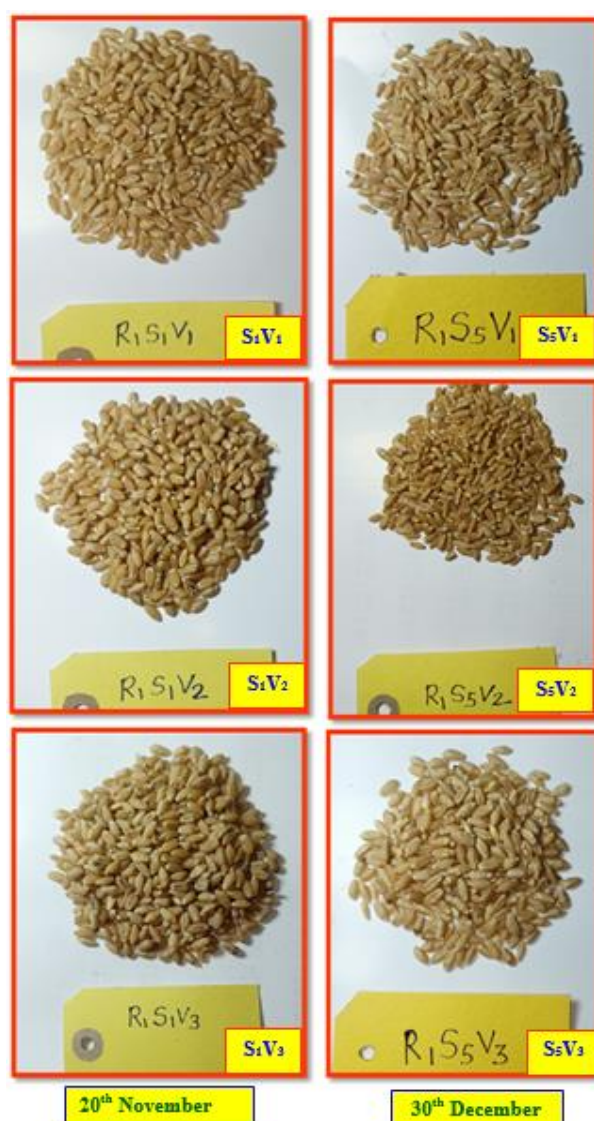 R₁S₁V₁
S₁V₁
R₁S₅V₁
S₅V₁
R₁S₁V₂
S₁V₂
R₁S₅V₂
S₅V₂
R₁S₁V₃
S₁V₃
R₁S₅V₃
S₅V₃
20th November
30th December